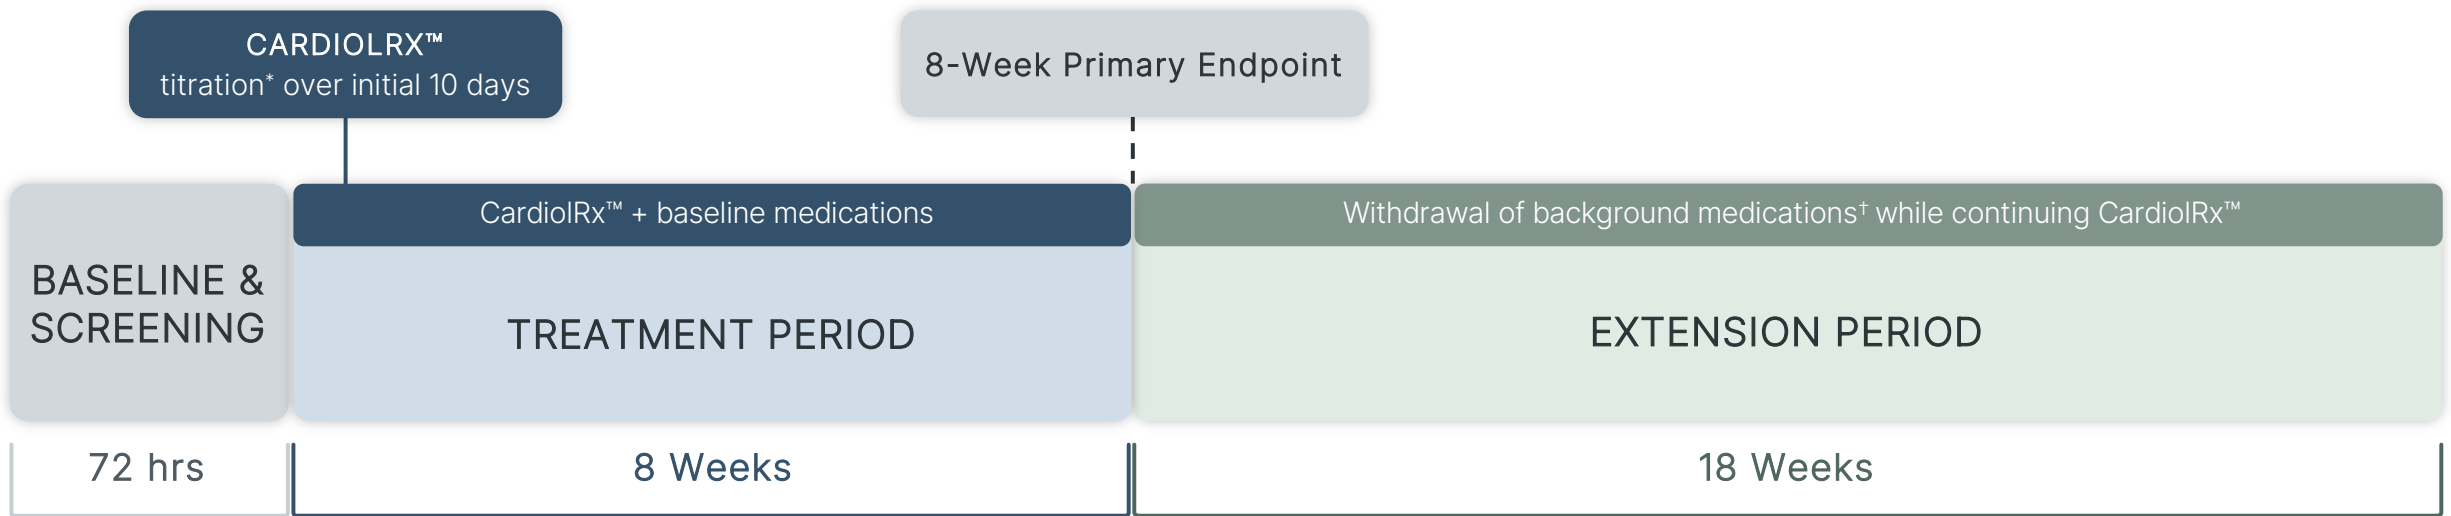 CARDIOLRX™
titration* over initial 10 days
8-Week Primary Endpoint
CardiolRx™ + baseline medications
Withdrawal of background medications† while continuing CardiolRx™
BASELINE &
SCREENING
TREATMENT PERIOD
EXTENSION PERIOD
72 hrs
8 Weeks
18 Weeks